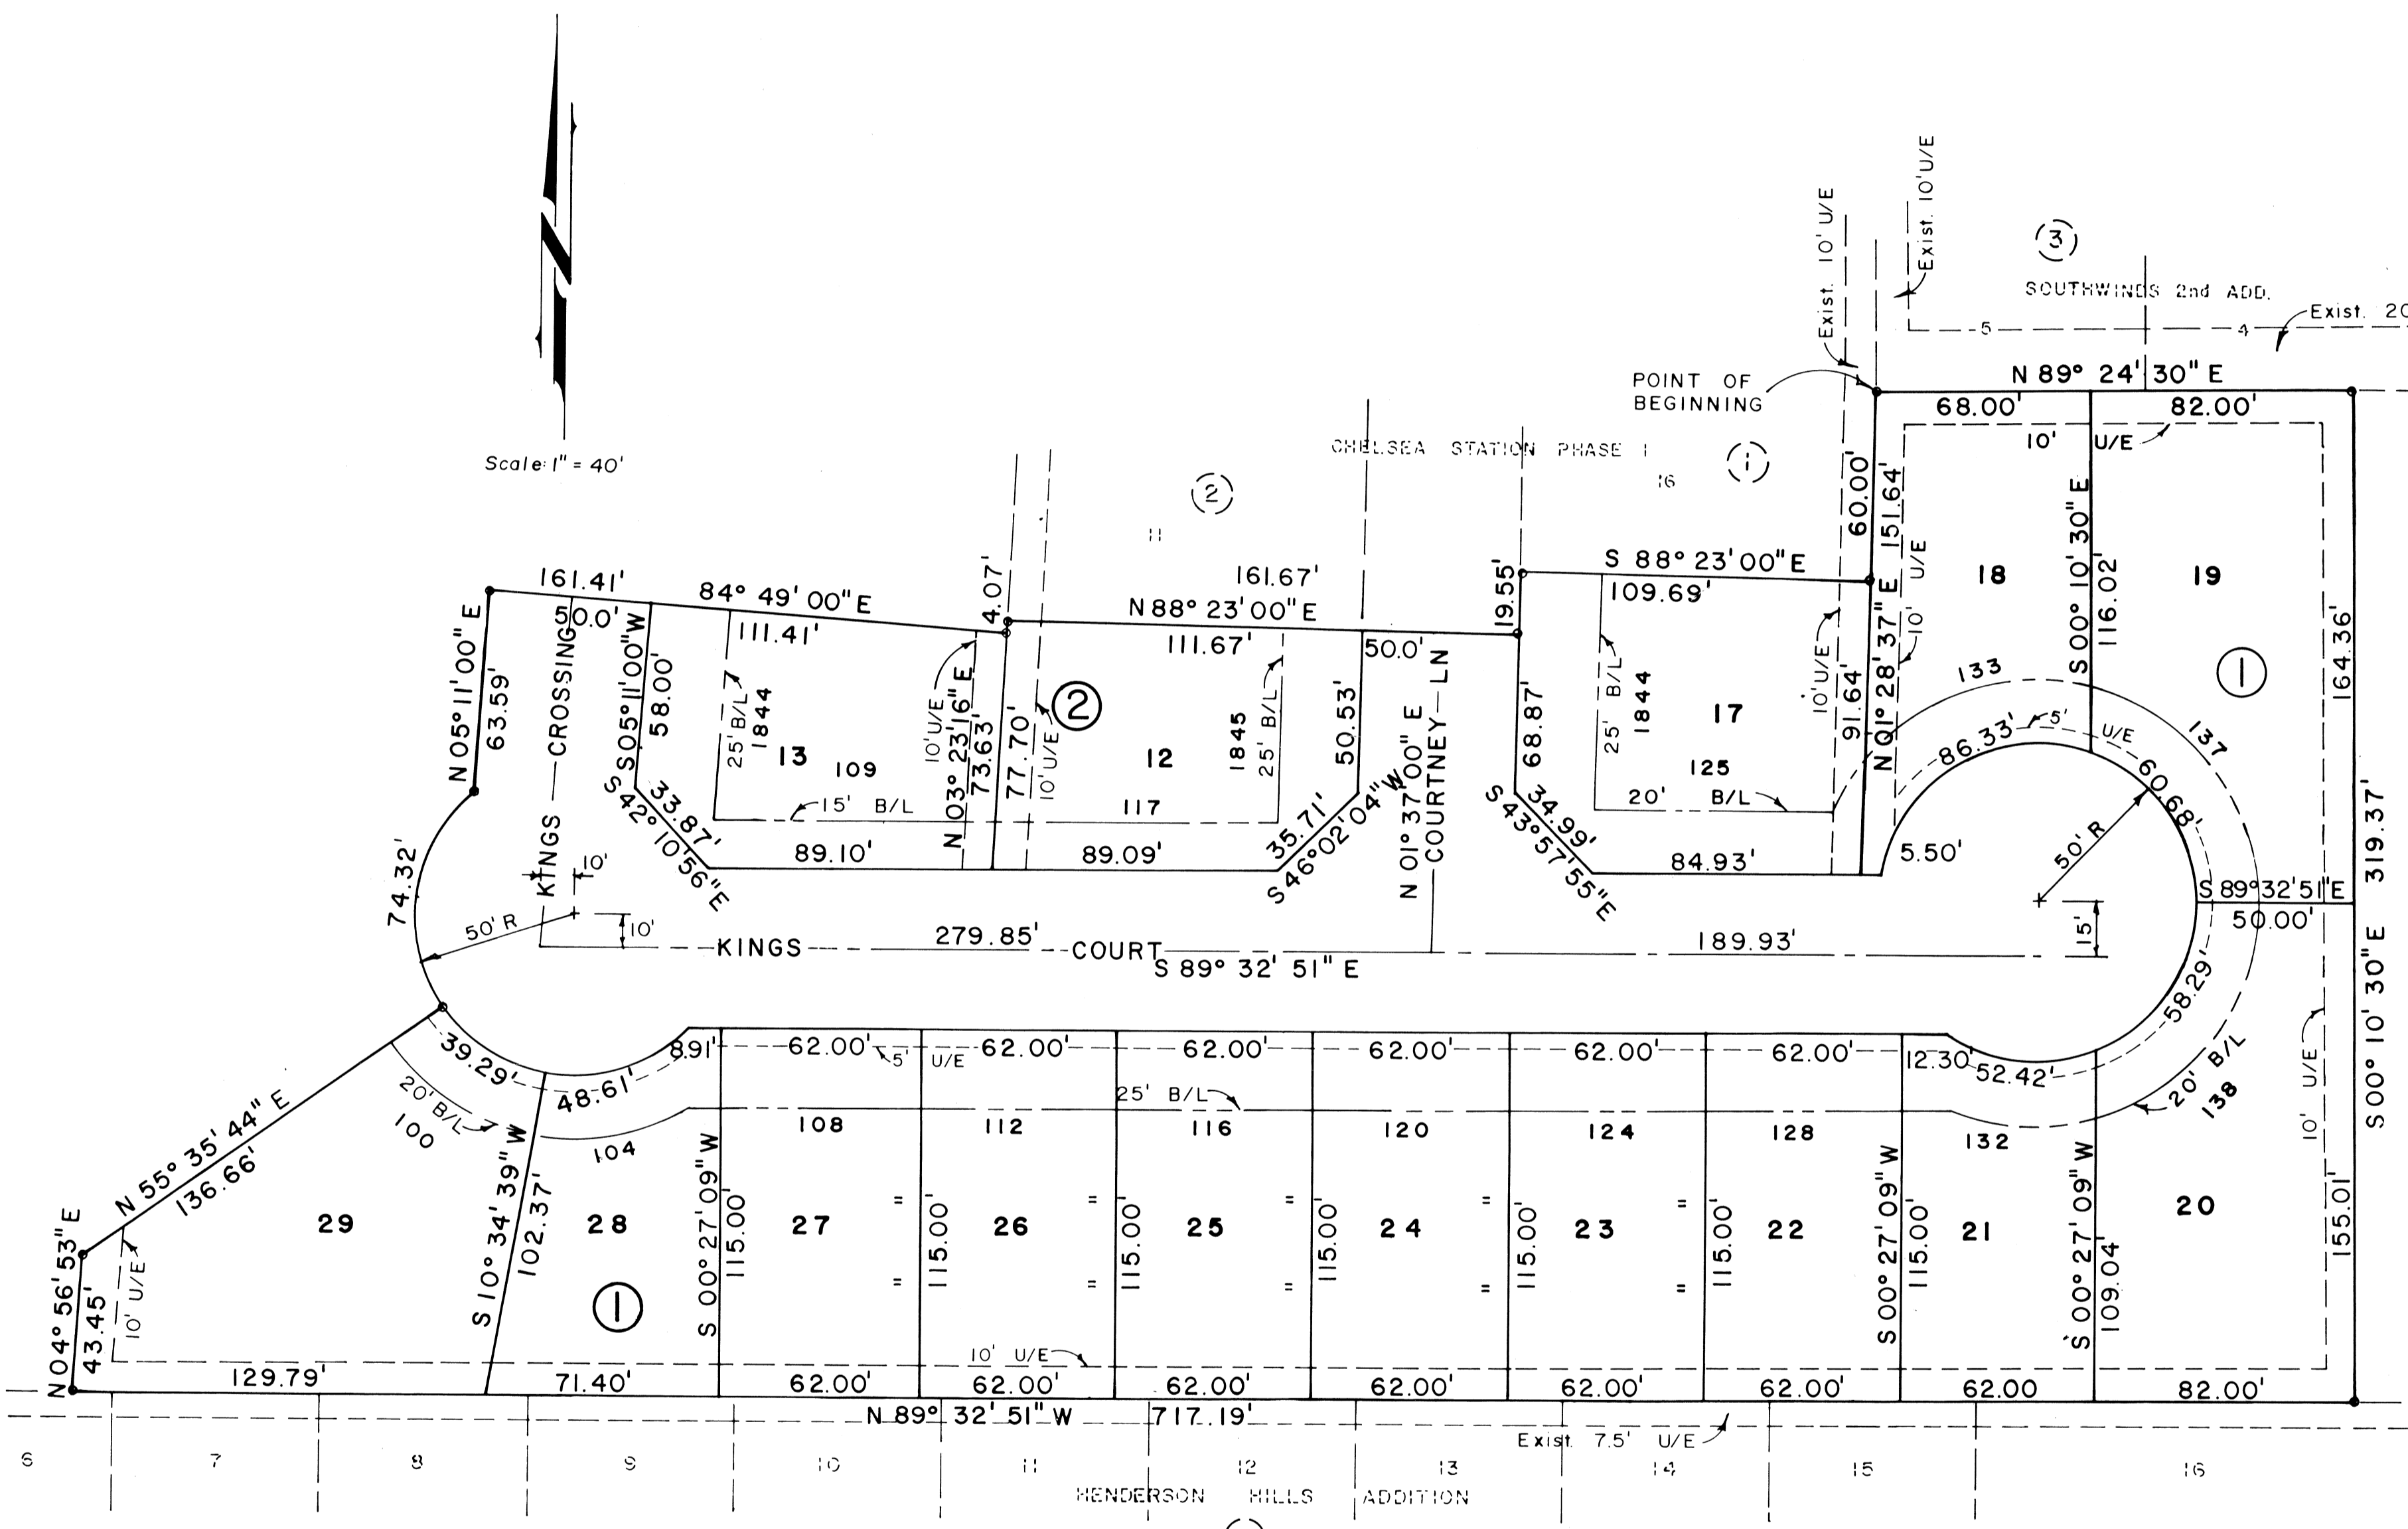 Exist. 10' U/E
Exist. 10' U/E
3
SOUTHWINDS 2nd ADD.
Exist. 20
5
4
N
Scale: 1" = 40'
POINT OF
BEGINNING
N 89° 24' 30" E
68.00'
82.00'
10' U/E
CHELSEA STATION PHASE I
16
1
2
11
60.00'
151.64'
S 00° 10' 30" E
116.02'
18
19
10' U/E
1
164.36'
161.41'
84° 49' 00" E
50.0'
111.41'
4.07'
161.67'
N88° 23' 00" E
111.67'
50.0'
19.55'
S 88° 23' 00" E
109.69'
N 05° 11' 00" E
63.59'
KINGS CROSSING
S 05° 11' 00" W
58.00'
25' B/L
1844
13
109
10' U/E
N 03° 23' 16" E
73.63'
77.70'
10' U/E
2
12
1845
25' B/L
50.53'
N 01° 37' 00" E
COURTNEY LN
68.87'
25' B/L
1844
17
125
10' U/E
91.64'
N 01° 28' 37" E
133
86.33'
5' U/E
137
60.68'
50' R
S 42° 10' 56" E
33.87'
15' B/L
117
89.10'
89.09'
35.71'
S 46° 02' 04" W
34.99'
S 43° 57' 55" E
20' B/L
84.93'
5.50'
S 89° 32' 51" E
50.00'
319.37'
S 00° 10' 30" E
74.32'
50' R
10'
10'
KINGS COURT
279.85'
S 89° 32' 51" E
189.93'
15'
58.29'
20' B/L
138
10' U/E
39.29'
48.61'
8.91'
62.00'
5' U/E
62.00'
62.00'
62.00'
62.00'
62.00'
12.30'
52.42'
20' B/L
100
104
25' B/L
108
112
116
120
124
128
132
N 55° 35' 44" E
136.66'
S 10° 34' 39" W
102.37'
S 00° 27' 09" W
115.00'
=
115.00'
=
115.00'
=
115.00'
=
115.00'
=
115.00'
S 00° 27' 09" W
115.00'
S 00° 27' 09" W
109.04'
155.01'
29
28
27
26
25
24
23
22
21
20
=
=
=
=
=
N 04° 56' 53" E
43.45'
10' U/E
1
10' U/E
129.79'
71.40'
62.00'
62.00'
62.00'
62.00'
62.00'
62.00'
62.00
82.00'
N 89° 32' 51" W 717.19'
Exist. 7.5' U/E
6
7
8
9
10
11
12
13
14
15
16
HENDERSON HILLS ADDITION